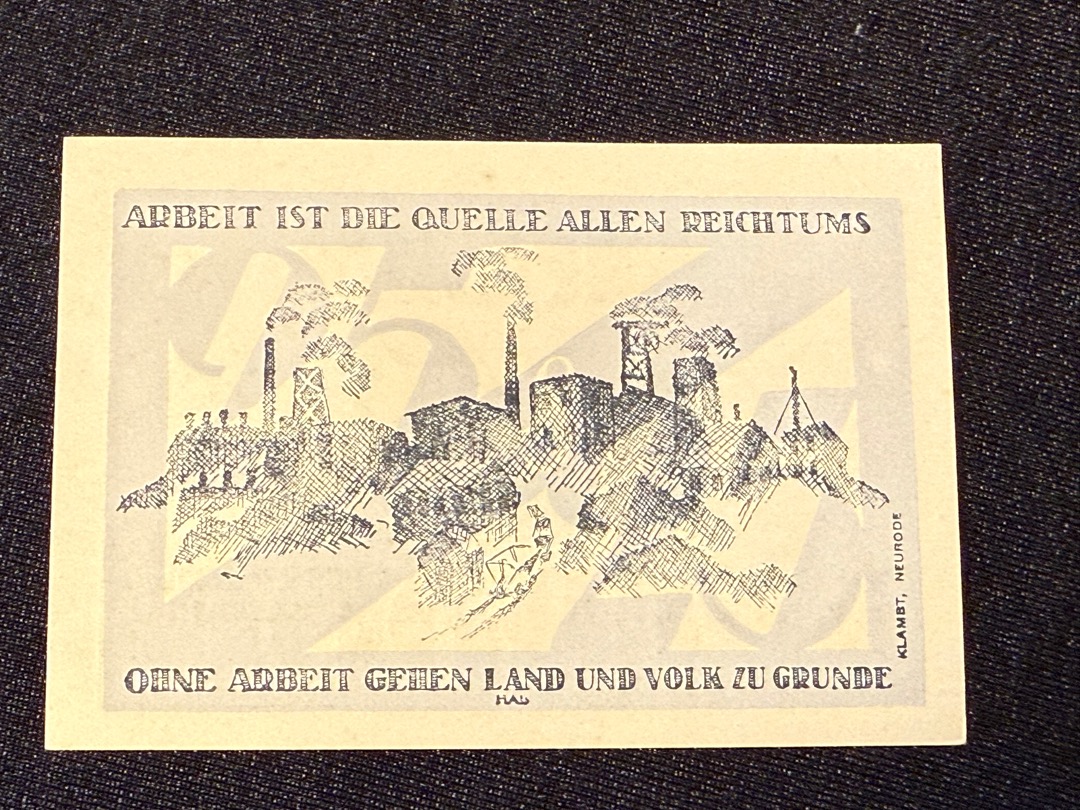 ARBEIT IST DIE QUELLE ALLEN REICHTUMS
KLAMBT, NEURODE
OHNE ARBEIT GEHEN LAND UND VOLK ZU GRUNDE